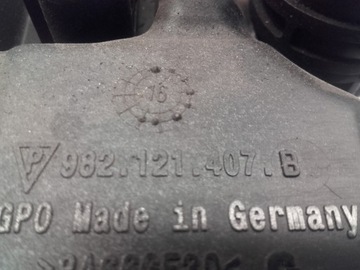 16
982.121.407.B
GPO Made in Germany